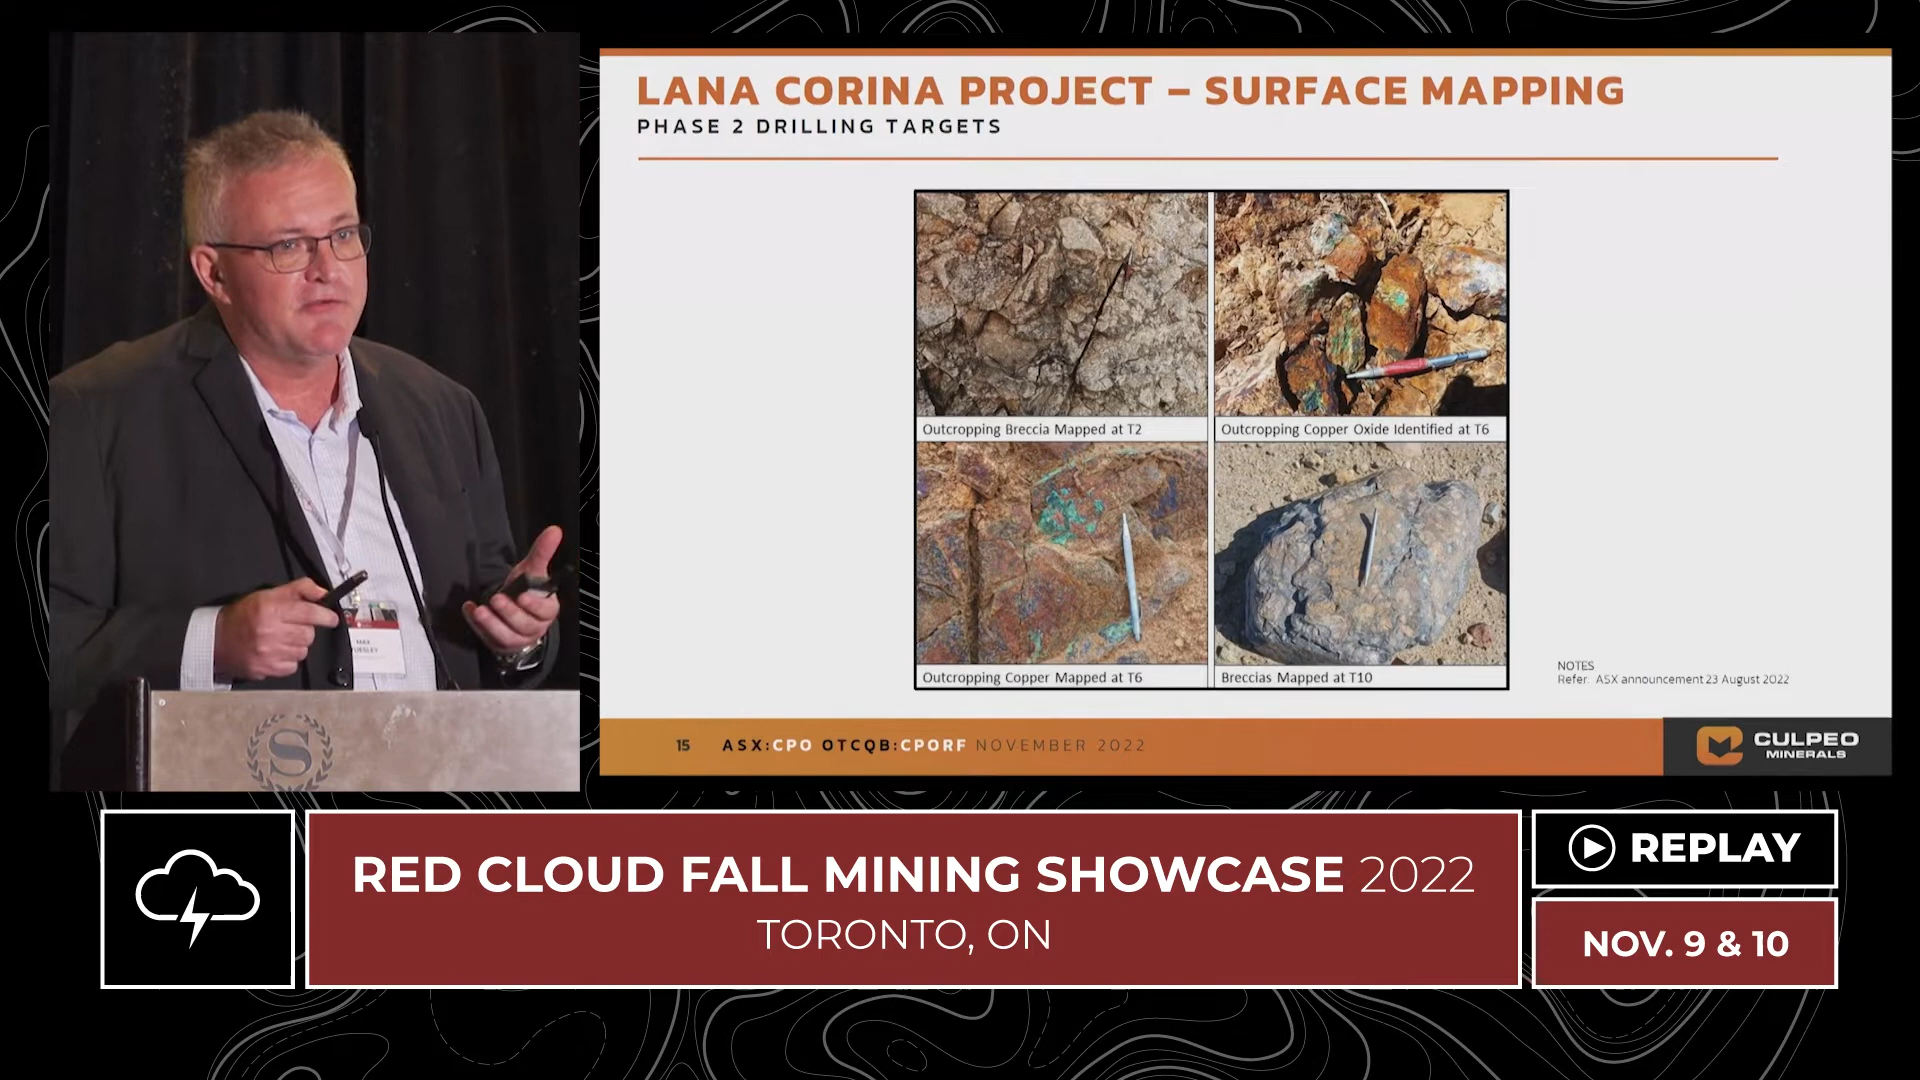 LANA CORINA PROJECT – SURFACE MAPPING
PHASE 2 DRILLING TARGETS
Outcropping Breccia Mapped at T2
Outcropping Copper Oxide Identified at T6
Outcropping Copper Mapped at T6
Breccias Mapped at T10
NOTES
Refer: ASX announcement 23 August 2022
15
ASX:CPO OTCQB:CPORF NOVEMBER 2022
CULPEO
MINERALS
MAX
S
RED CLOUD FALL MINING SHOWCASE 2022
TORONTO, ON
REPLAY
NOV. 9 & 10